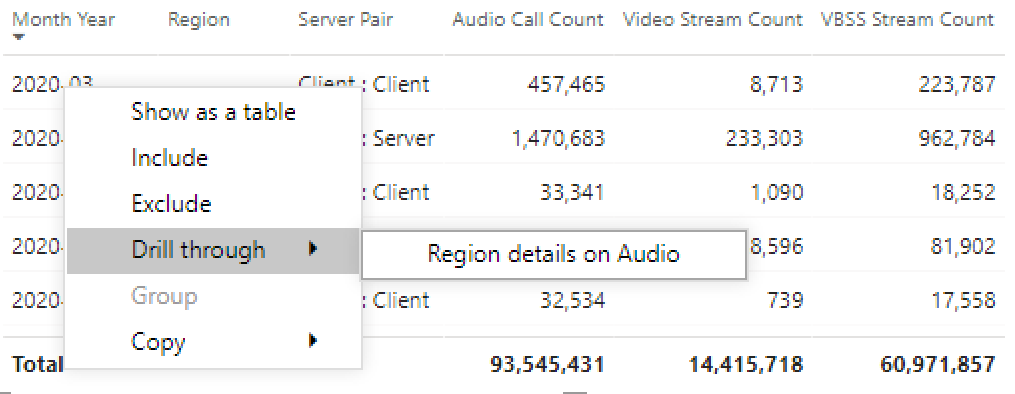 Month Year Region Server Pair Audio Call Count Video Stream Count VBSS Stream Count
2020-03 Client : Client 457,465 8,713 223,787
Show as a table
2020- : Server 1,470,683 233,303 962,784
Include
2020- : Client 33,341 1,090 18,252
Exclude
2020- Drill through Region details on Audio 8,596 81,902
Group
2020- : Client 32,534 739 17,558
Copy
Total 93,545,431 14,415,718 60,971,857